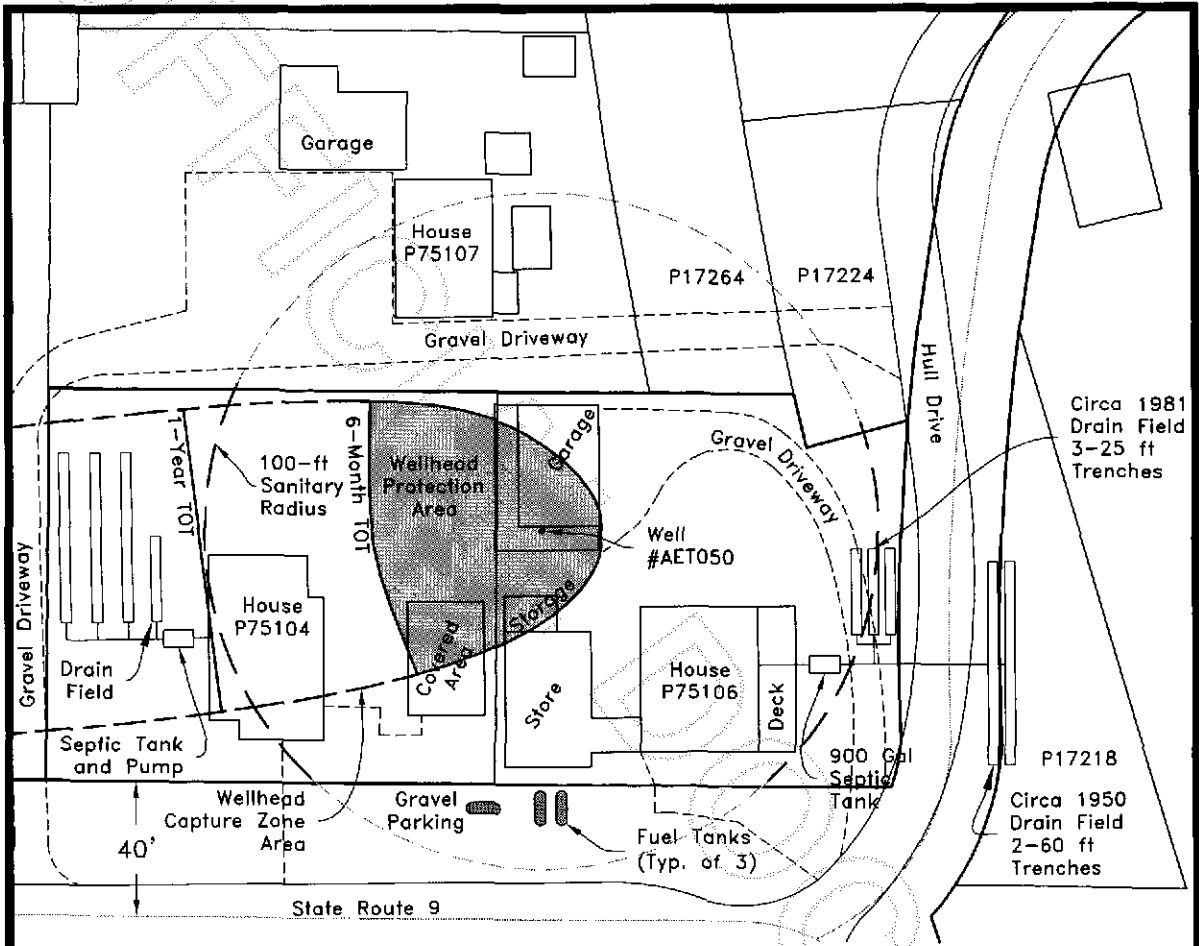 Garage
House
P75107
P17264
P17224
Gravel Driveway
Hull Drive
Circa 1981
Drain Field
3-25 ft
Trenches
1-Year TOT
100-ft
Sanitary
Radius
6-Month TOT
Wellhead
Protection
Area
Garage
Gravel Driveway
Well
#AET050
Gravel Driveway
House
P75104
Drain
Field
Covered
Area
Storage
Store
House
P75106
Deck
Septic Tank
and Pump
900 Gal
Septic
Tank
P17218
Wellhead
Capture Zone
Area
Gravel
Parking
Fuel Tanks
(Typ. of 3)
Circa 1950
Drain Field
2-60 ft
Trenches
40'
State Route 9